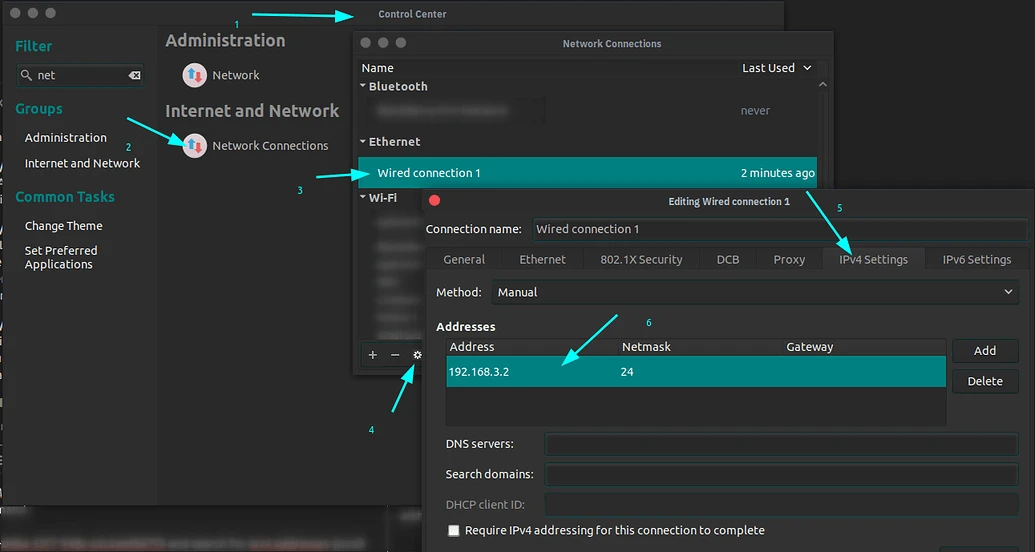 Control Center
1
Filter
net
Groups
Administration
Internet and Network
Common Tasks
Change Theme
Set Preferred
Applications
Administration
Network
Internet and Network
2
Network Connections
Network Connections
Name
Last Used
Bluetooth
never
Ethernet
3
Wired connection 1
2 minutes ago
Wi-Fi
4
Editing Wired connection 1
5
Connection name:
Wired connection 1
General
Ethernet
802.1X Security
DCB
Proxy
IPv4 Settings
IPv6 Settings
Method:
Manual
6
Addresses
Address
Netmask
Gateway
192.168.3.2
24
Add
Delete
DNS servers:
Search domains:
DHCP client ID:
Require IPv4 addressing for this connection to complete